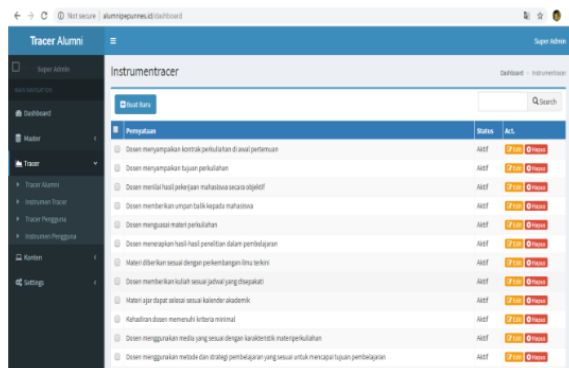 Not secure | alumnipepunnes.id/dashboard
Tracer Alumni
Super Admin
Super Admin
MAIN NAVIGATION
Dashboard
Master
Tracer
Tracer Alumni
Instrumen Tracer
Tracer Pengguna
Instrumen Pengguna
Konten
Settings
Instrumentracer
Dashboard > Instrumentracer
Buat Baru
Search
Pernyataan Status Act.
Dosen menyampaikan kontrak perkuliahan di awal pertemuan Aktif Edit Hapus
Dosen menyampaikan tujuan perkuliahan Aktif Edit Hapus
Dosen menilai hasil pekerjaan mahasiswa secara objektif Aktif Edit Hapus
Dosen memberikan umpan balik kepada mahasiswa Aktif Edit Hapus
Dosen menguasai materi perkuliahan Aktif Edit Hapus
Dosen menerapkan hasil-hasil penelitian dalam pembelajaran Aktif Edit Hapus
Materi diberikan sesuai dengan perkembangan ilmu terkini Aktif Edit Hapus
Dosen memberikan kuliah sesuai jadwal yang disepakati Aktif Edit Hapus
Materi ajar dapat selesai sesuai kalender akademik Aktif Edit Hapus
Kehadiran dosen memenuhi kriteria minimal Aktif Edit Hapus
Dosen menggunakan media yang sesuai dengan karakteristik materiperkuliahan Aktif Edit Hapus
Dosen menggunakan metode dan strategi pembelajaran yang sesuai untuk mencapai tujuan pembelajaran Aktif Edit Hapus